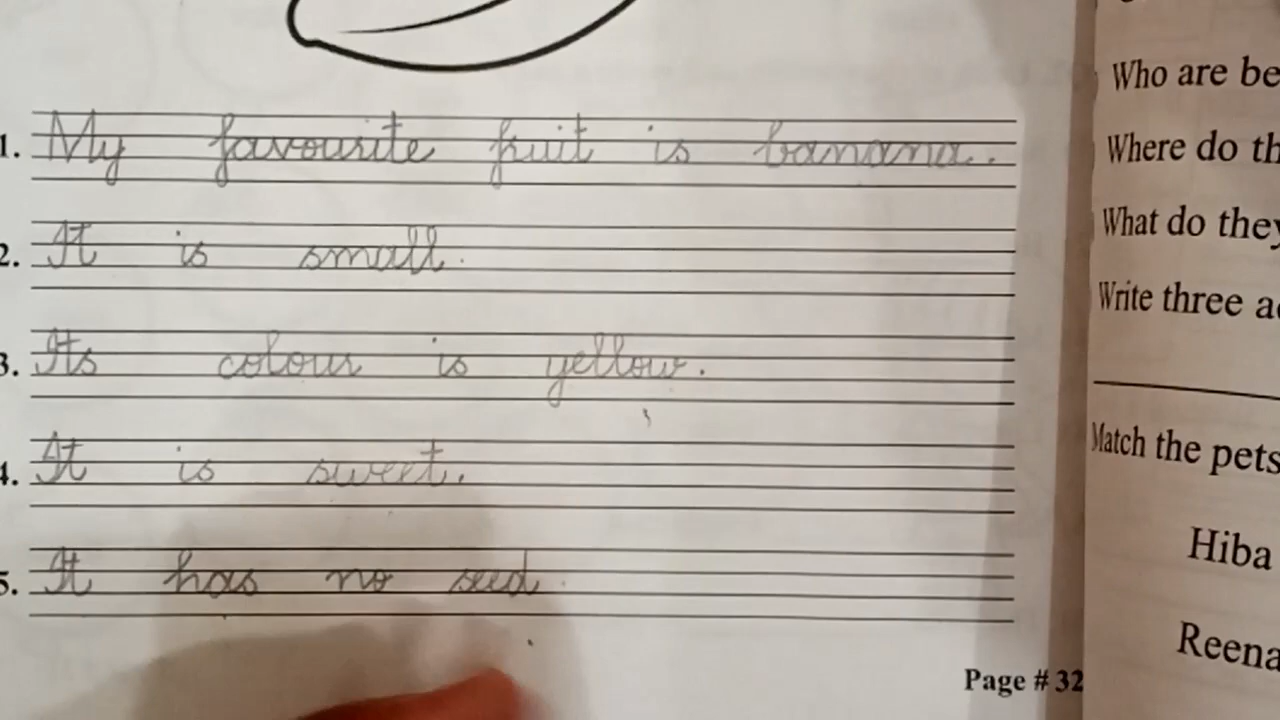 1. My favourite fruit is banana.
2. It is small.
3. Its colour is yellow.
4. It is sweet.
5. It has no seed.
Page # 32
Who are be
Where do th
What do they
Write three a
Match the pets
Hiba
Reena